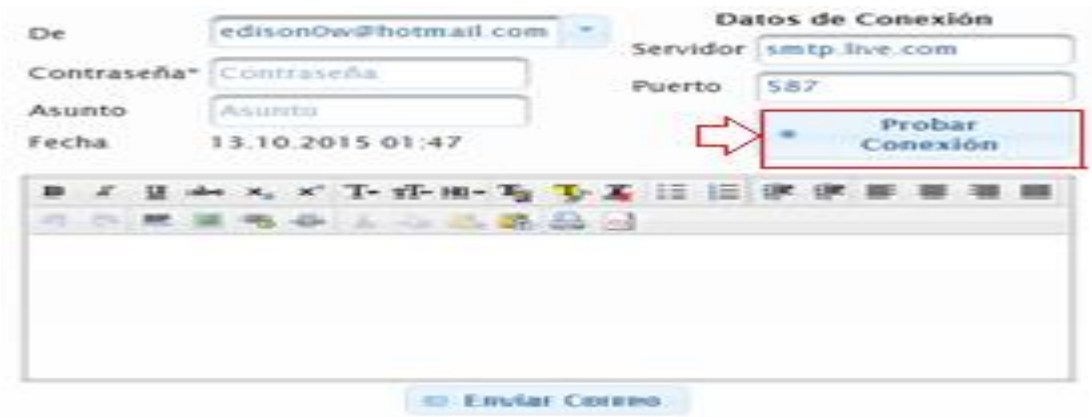 De
edison0w@hotmail.com
Contraseña*
Contraseña
Asunto
Asunto
Fecha
13.10.2015 01:47
Datos de Conexión
Servidor
smtp.live.com
Puerto
587
Probar
Conexión
Enviar Correo